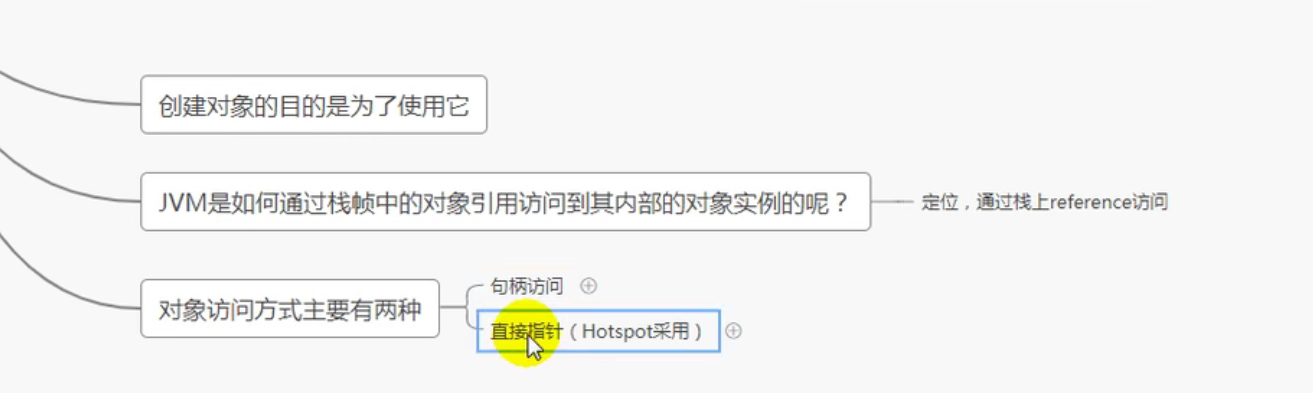 创建对象的目的是为了使用它
JVM是如何通过栈帧中的对象引用访问到其内部的对象实例的呢？
定位，通过栈上reference访问
对象访问方式主要有两种
句柄访问
直接指针（Hotspot采用）